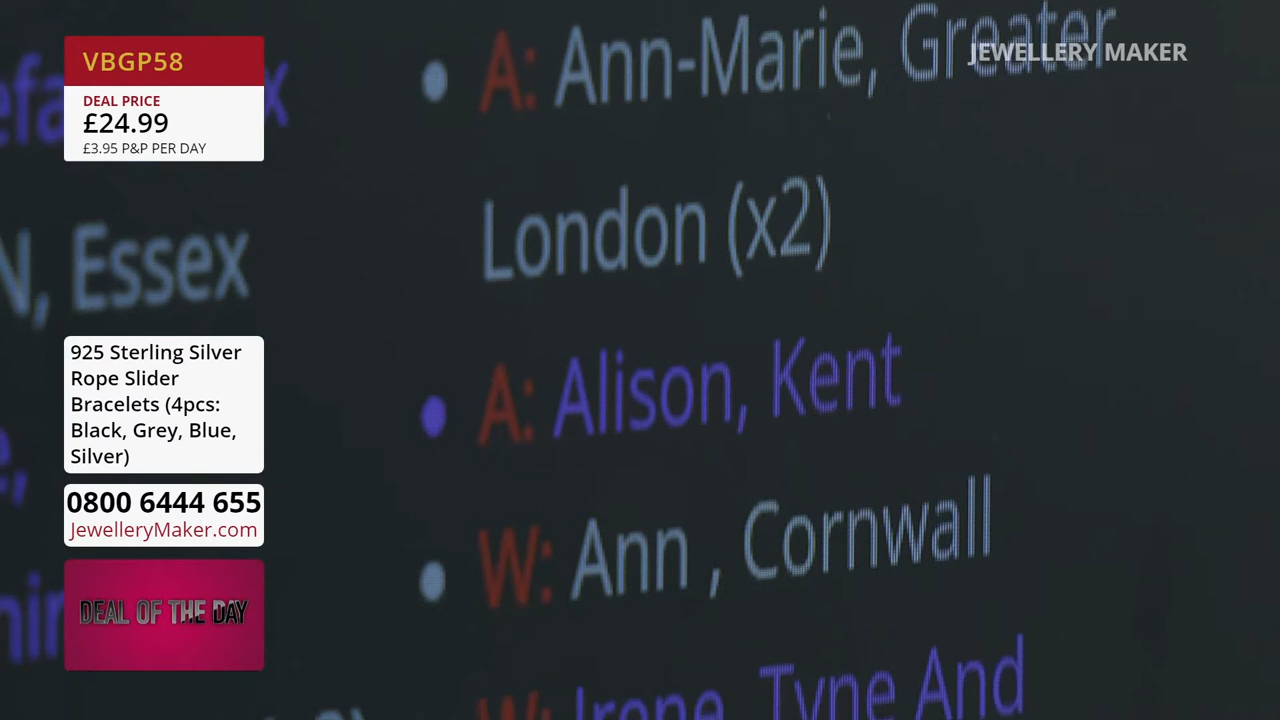 VBGP58
DEAL PRICE
£24.99
£3.95 P&P PER DAY
925 Sterling Silver
Rope Slider
Bracelets (4pcs:
Black, Grey, Blue,
Silver)
0800 6444 655
JewelleryMaker.com
DEAL OF THE DAY
JEWELLERY MAKER
Essex
A: Ann-Marie, Greater
London (x2)
A: Alison, Kent
W: Ann , Cornwall
W: Irene, Tyne And